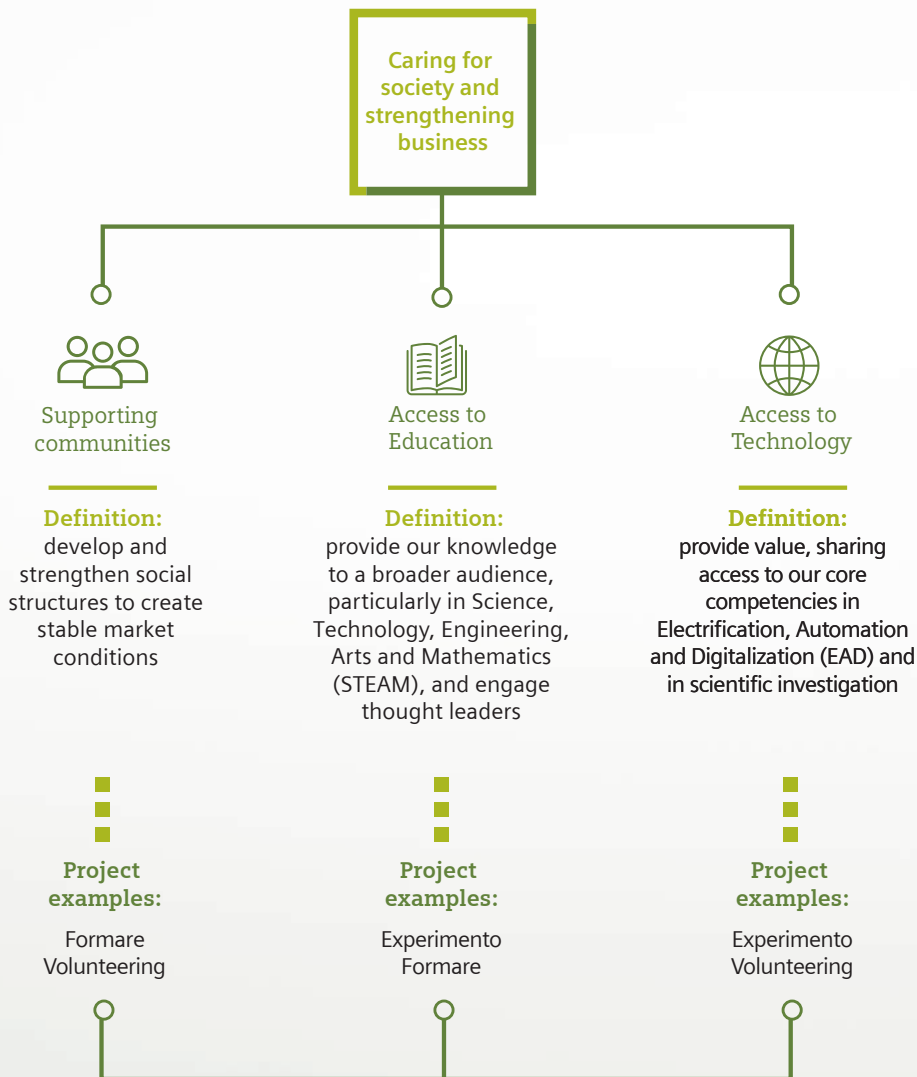 Caring for
society and
strengthening
business
Supporting
communities
Definition:
develop and
strengthen social
structures to create
stable market
conditions
Project
examples:
Formare
Volunteering
Access to
Education
Definition:
provide our knowledge
to a broader audience,
particularly in Science,
Technology, Engineering,
Arts and Mathematics
(STEAM), and engage
thought leaders
Project
examples:
Experimento
Formare
Access to
Technology
Definition:
provide value, sharing
access to our core
competencies in
Electrification, Automation
and Digitalization (EAD) and
in scientific investigation
Project
examples:
Experimento
Volunteering